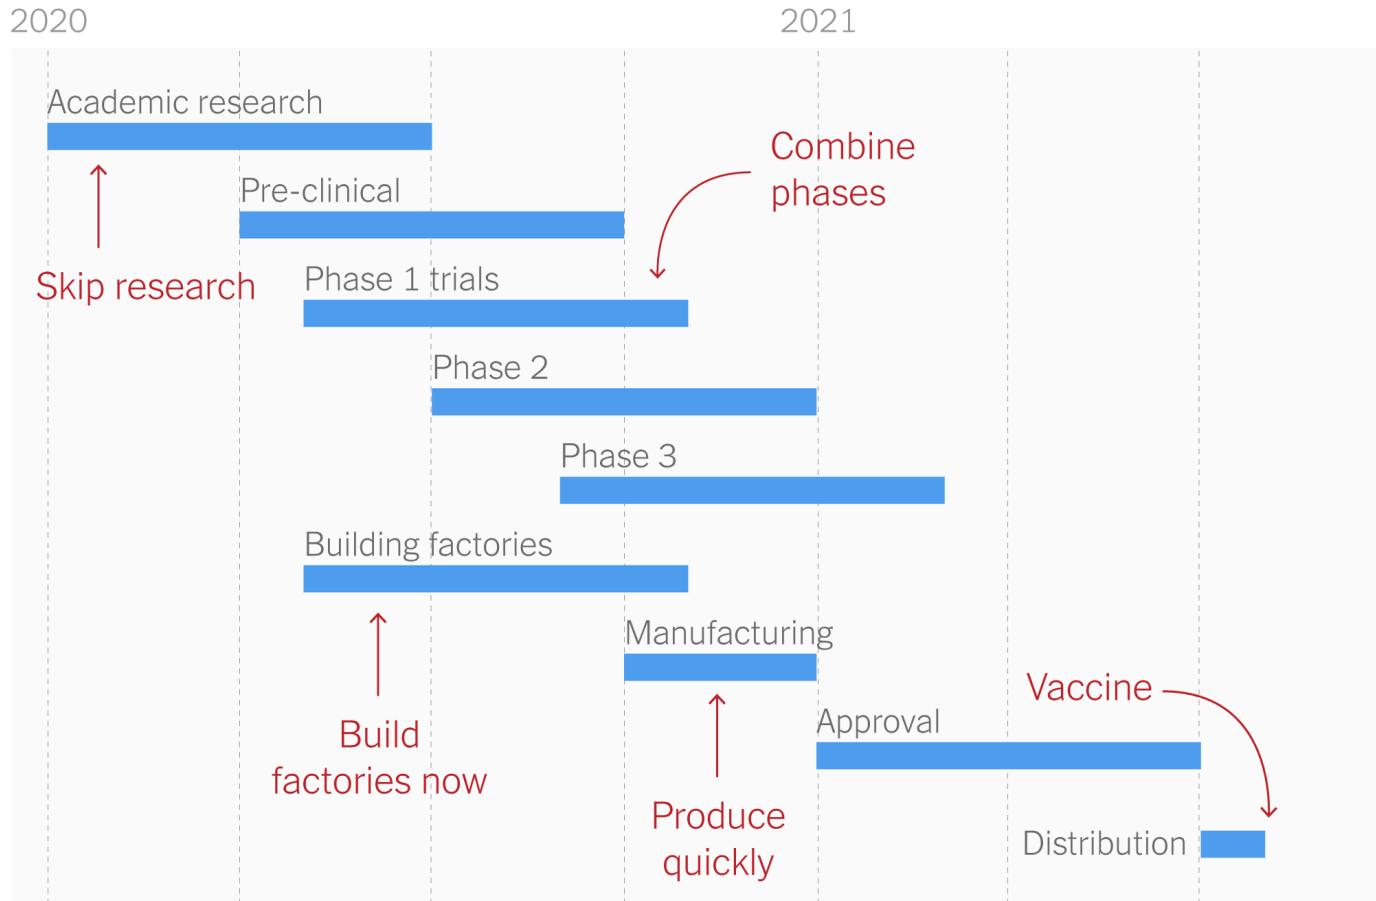 2020
2021
Academic research
Combine
phases
Pre-clinical
Skip research
Phase 1 trials
Phase 2
Phase 3
Building factories
Manufacturing
Vaccine
Approval
Build
factories now
Produce
quickly
Distribution